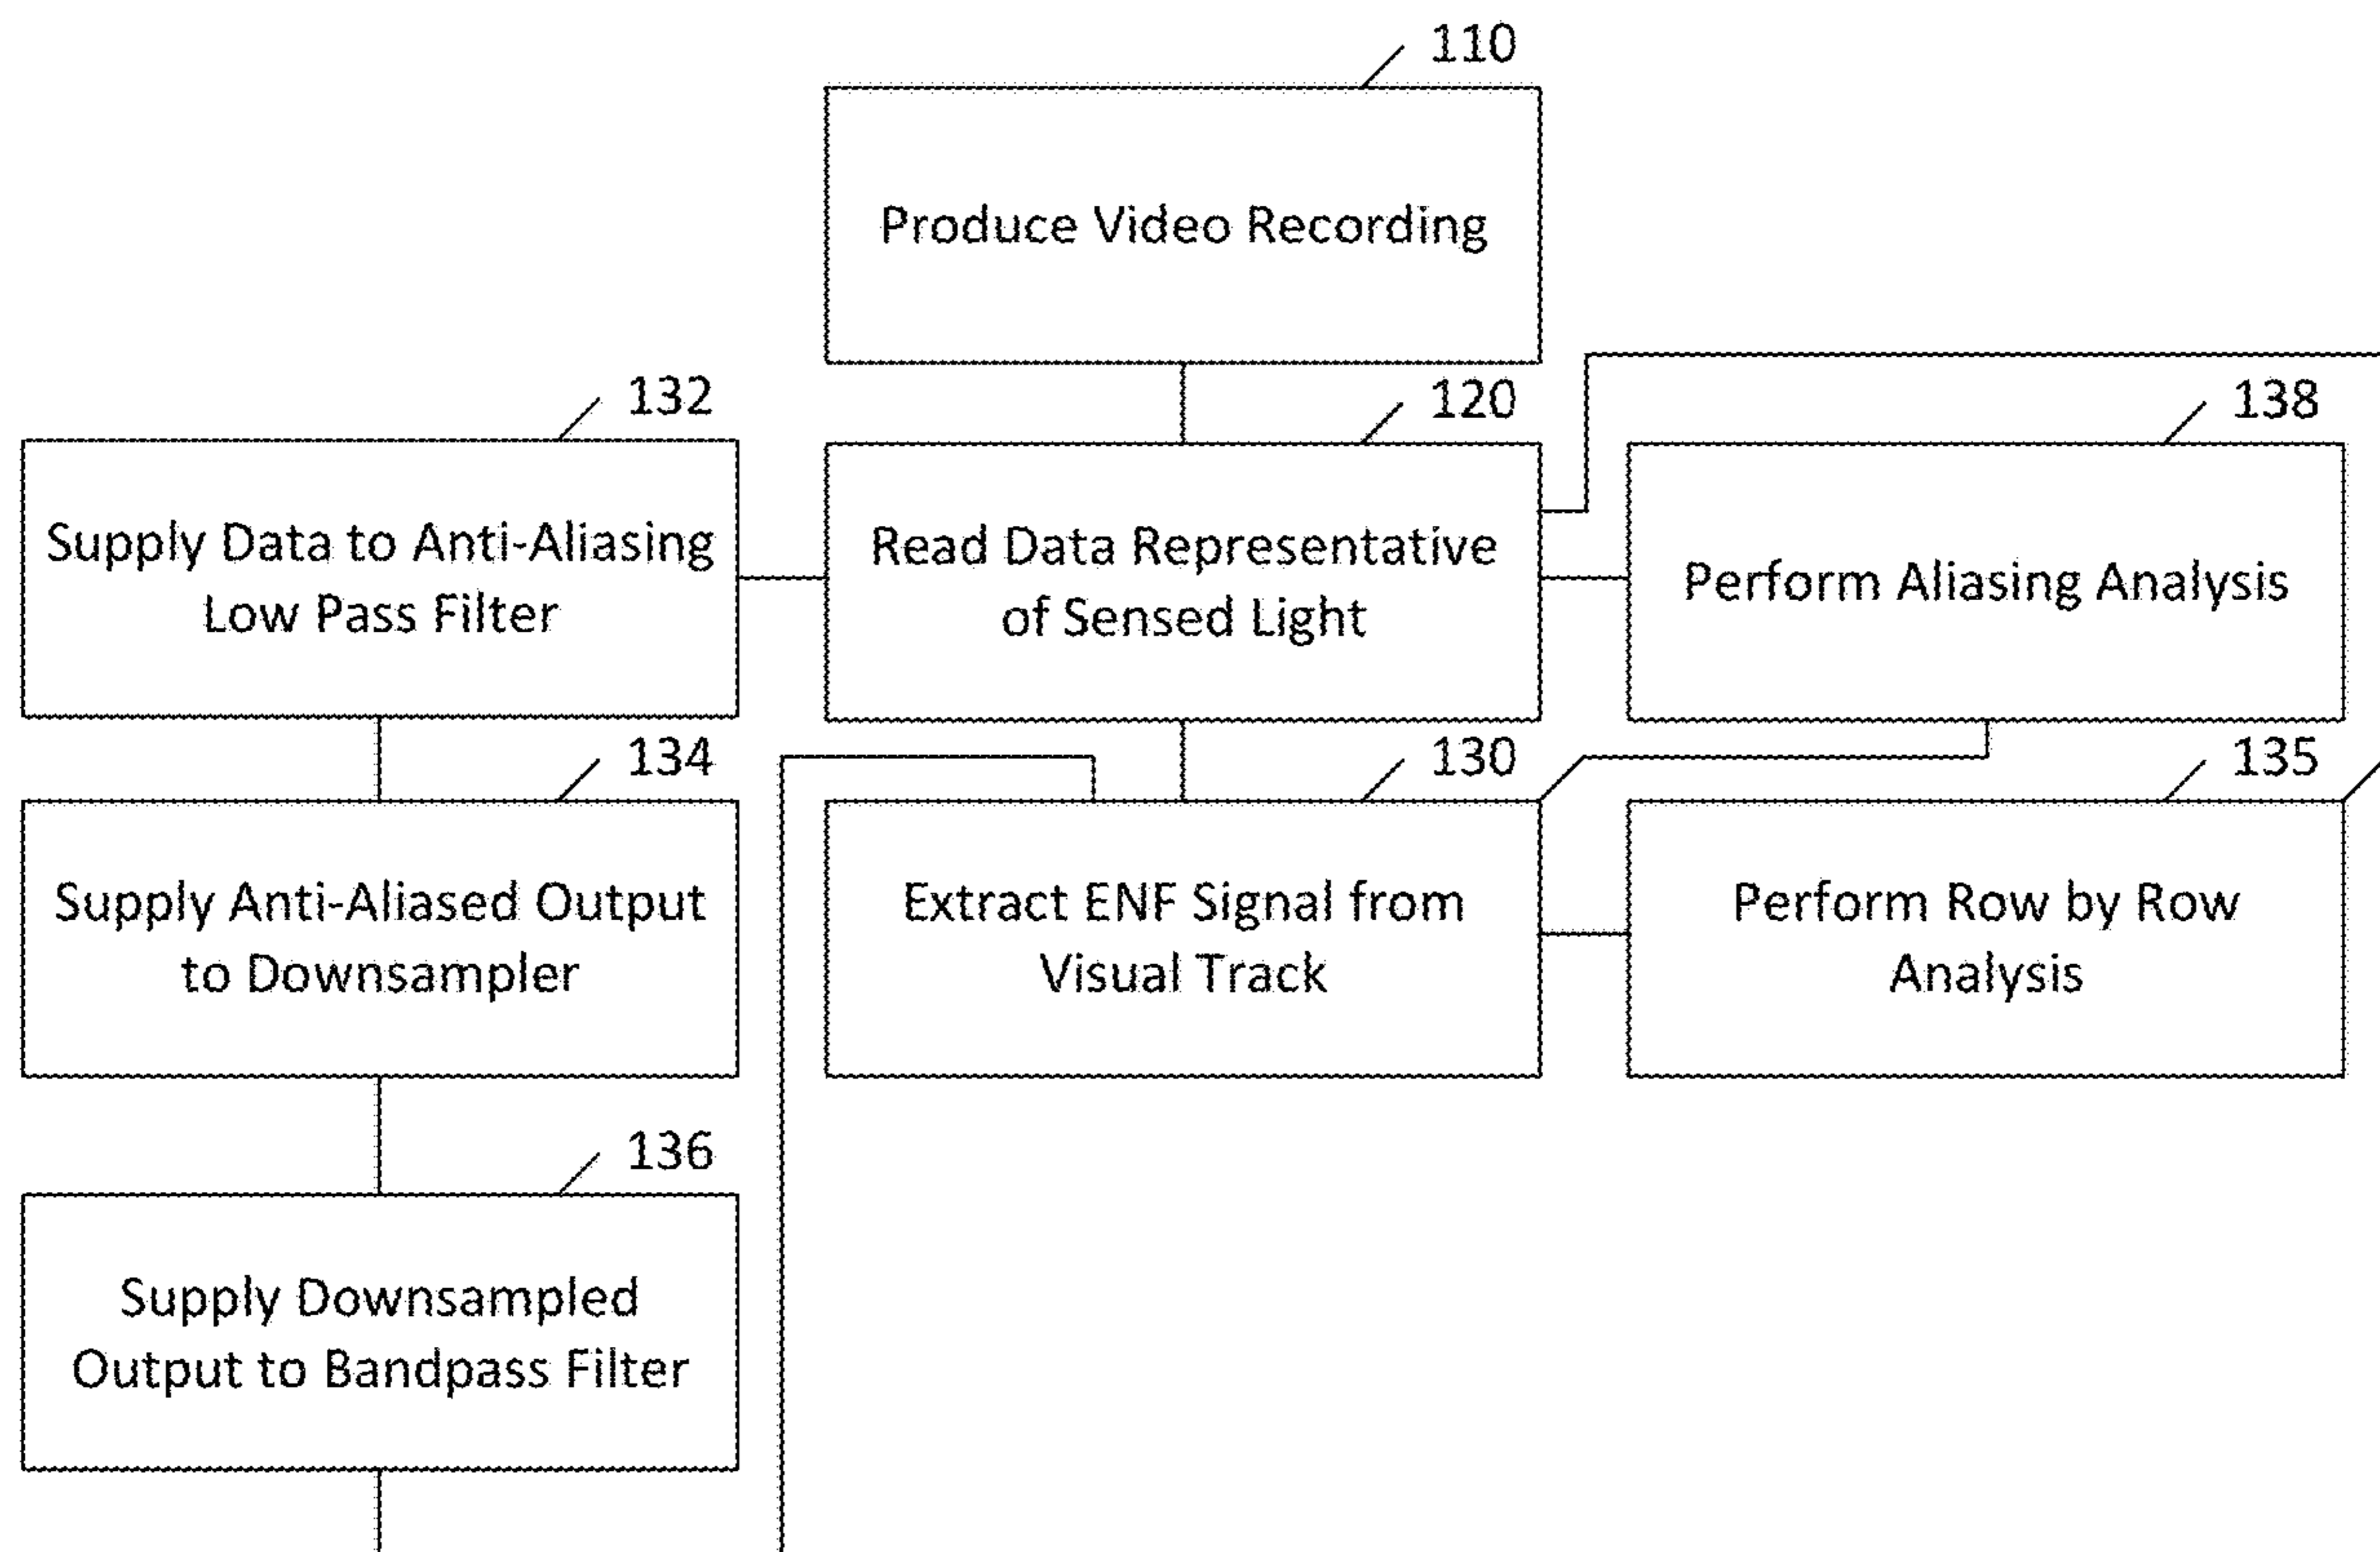 110
Produce Video Recording
132
120
138
Supply Data to Anti-Aliasing
Low Pass Filter
Read Data Representative
of Sensed Light
Perform Aliasing Analysis
134
130
135
Supply Anti-Aliased Output
to Downsampler
Extract ENF Signal from
Visual Track
Perform Row by Row
Analysis
136
Supply Downsampled
Output to Bandpass Filter